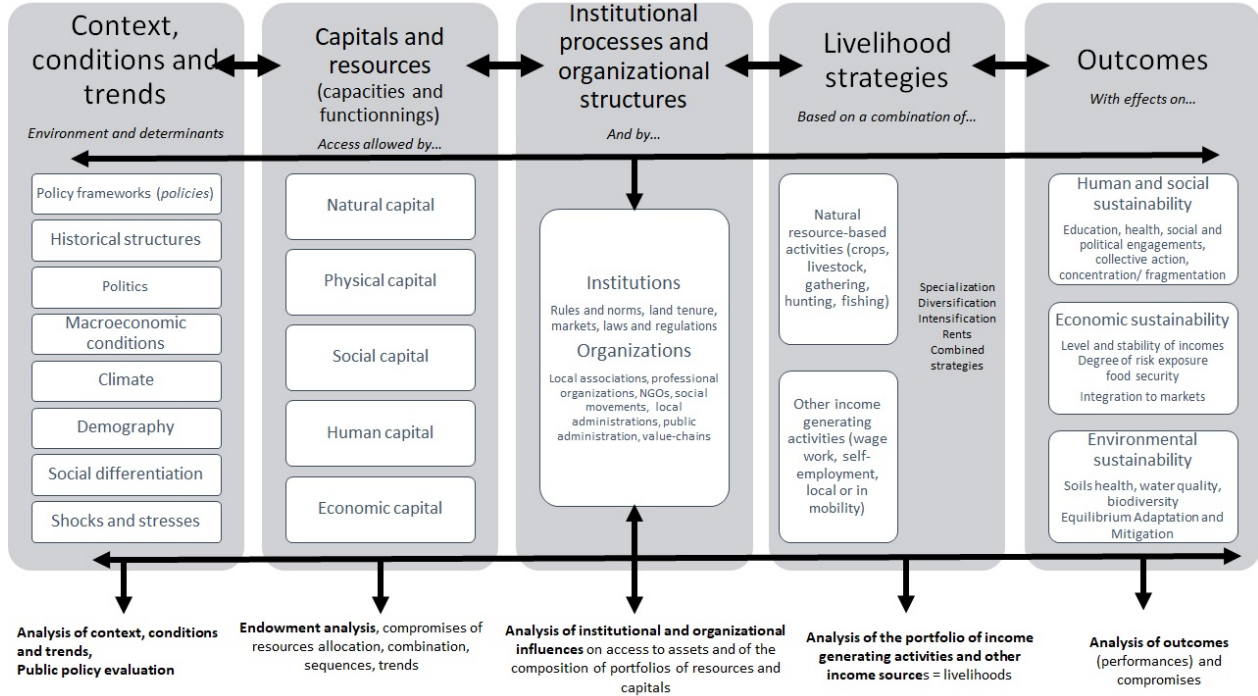 Context,
conditions and
trends
Environment and determinants
Policy frameworks (policies)
Historical structures
Politics
Macroeconomic
conditions
Climate
Demography
Social differentiation
Shocks and stresses
Analysis of context, conditions
and trends,
Public policy evaluation
Capitals and
resources
(capacities and
functionnings)
Access allowed by...
Natural capital
Physical capital
Social capital
Human capital
Economic capital
Endowment analysis, compromises of
resources allocation, combination,
sequences, trends
Institutional
processes and
organizational
structures
And by...
Institutions
Rules and norms, land tenure,
markets, laws and regulations
Organizations
Local associations, professional
organizations, NGOs, social
movements, local
administrations, public
administration, value-chains
Analysis of institutional and organizational
influences on access to assets and of the
composition of portfolios of resources and
capitals
Livelihood
strategies
Based on a combination of...
Natural
resource-based
activities (crops,
livestock,
gathering,
hunting, fishing)
Other income
generating
activities (wage
work, self-
employment,
local or in
mobility)
Specialization
Diversification
Intensification
Rents
Combined
strategies
Analysis of the portfolio of income
generating activities and other
income sources = livelihoods
Outcomes
With effects on...
Human and social
sustainability
Education, health, social and
political engagements,
collective action,
concentration/ fragmentation
Economic sustainability
Level and stability of incomes
Degree of risk exposure
food security
Integration to markets
Environmental
sustainability
Soils health, water quality,
biodiversity
Equilibrium Adaptation and
Mitigation
Analysis of outcomes
(performances) and
compromises